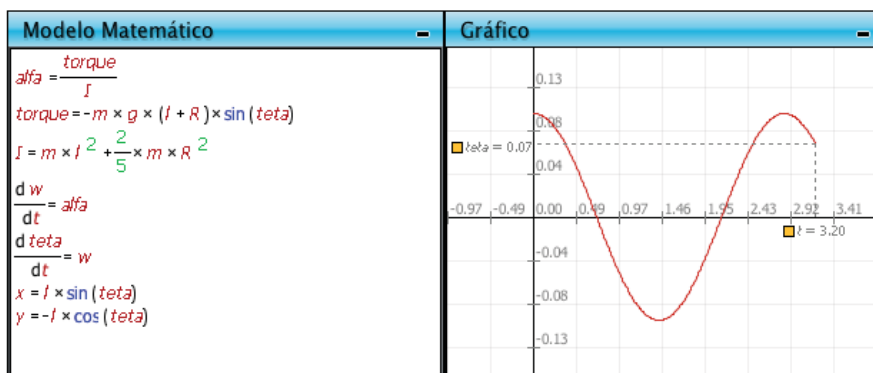 Modelo Matemático
alfa = torque / I
torque = -m × g × (l + R) × sin (teta)
I = m × l 2 + 2/5 × m × R 2
d w / dt = alfa
d teta / dt = w
x = l × sin (teta)
y = -l × cos (teta)
Gráfico
0.13
0.08
teta = 0.07
0.04
-0.97 -0.49 0.00 0.49 0.97 1.46 1.95 2.43 2.92 3.41
t = 3.20
-0.04
-0.08
-0.13